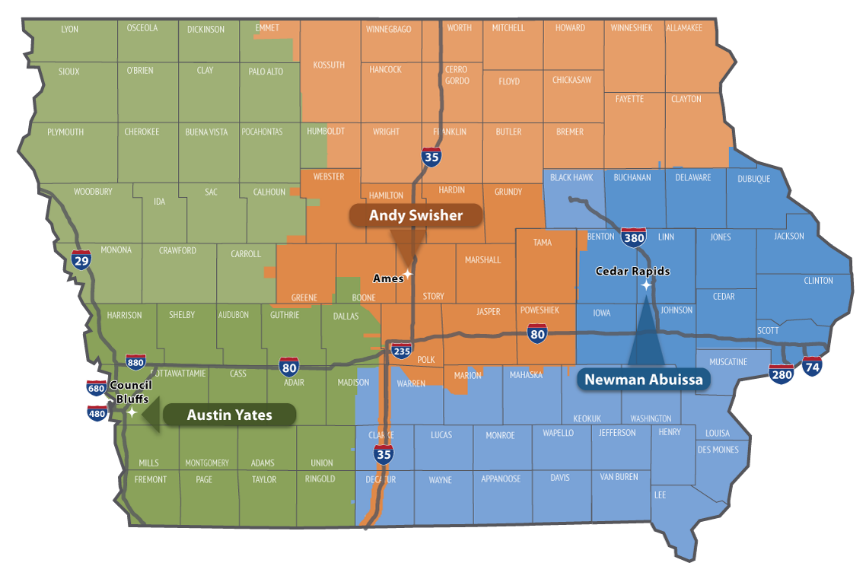 LYON
OSCEOLA
DICKINSON
EMMET
WINNEGBAGO
WORTH
MITCHELL
HOWARD
WINNESHIEK
ALLAMAKEE
SIOUX
O'BRIEN
CLAY
PALO ALTO
KOSSUTH
HANCOCK
CERRO
GORDO
FLOYD
CHICKASAW
FAYETTE
CLAYTON
PLYMOUTH
CHEROKEE
BUENA VISTA
POCAHONTAS
HUMBOLDT
WRIGHT
FRANKLIN
BUTLER
BREMER
35
WEBSTER
BLACK HAWK
BUCHANAN
DELAWARE
DUBUQUE
WOODBURY
IDA
SAC
CALHOUN
HAMILTON
HARDIN
GRUNDY
Andy Swisher
29
MONONA
CRAWFORD
CARROLL
TAMA
BENTON
380
LINN
JONES
JACKSON
MARSHALL
Ames
Cedar Rapids
CLINTON
GREENE
BOONE
STORY
CEDAR
HARRISON
SHELBY
AUDUBON
GUTHRIE
DALLAS
JASPER
POWESHIEK
IOWA
JOHNSON
SCOTT
80
235
POLK
880
80
MUSCATINE
280
74
OTTAWATTAMIE
CASS
ADAIR
MADISON
WARREN
MARION
MAHASKA
Newman Abuissa
680
Council
Bluffs
480
Austin Yates
KEOKUK
WASHINGTON
LOUISA
CLARKE
LUCAS
MONROE
WAPELLO
JEFFERSON
HENRY
DES MOINES
35
MILLS
MONTGOMERY
ADAMS
UNION
FREMONT
PAGE
TAYLOR
RINGOLD
DECATUR
WAYNE
APPANOOSE
DAVIS
VAN BUREN
LEE